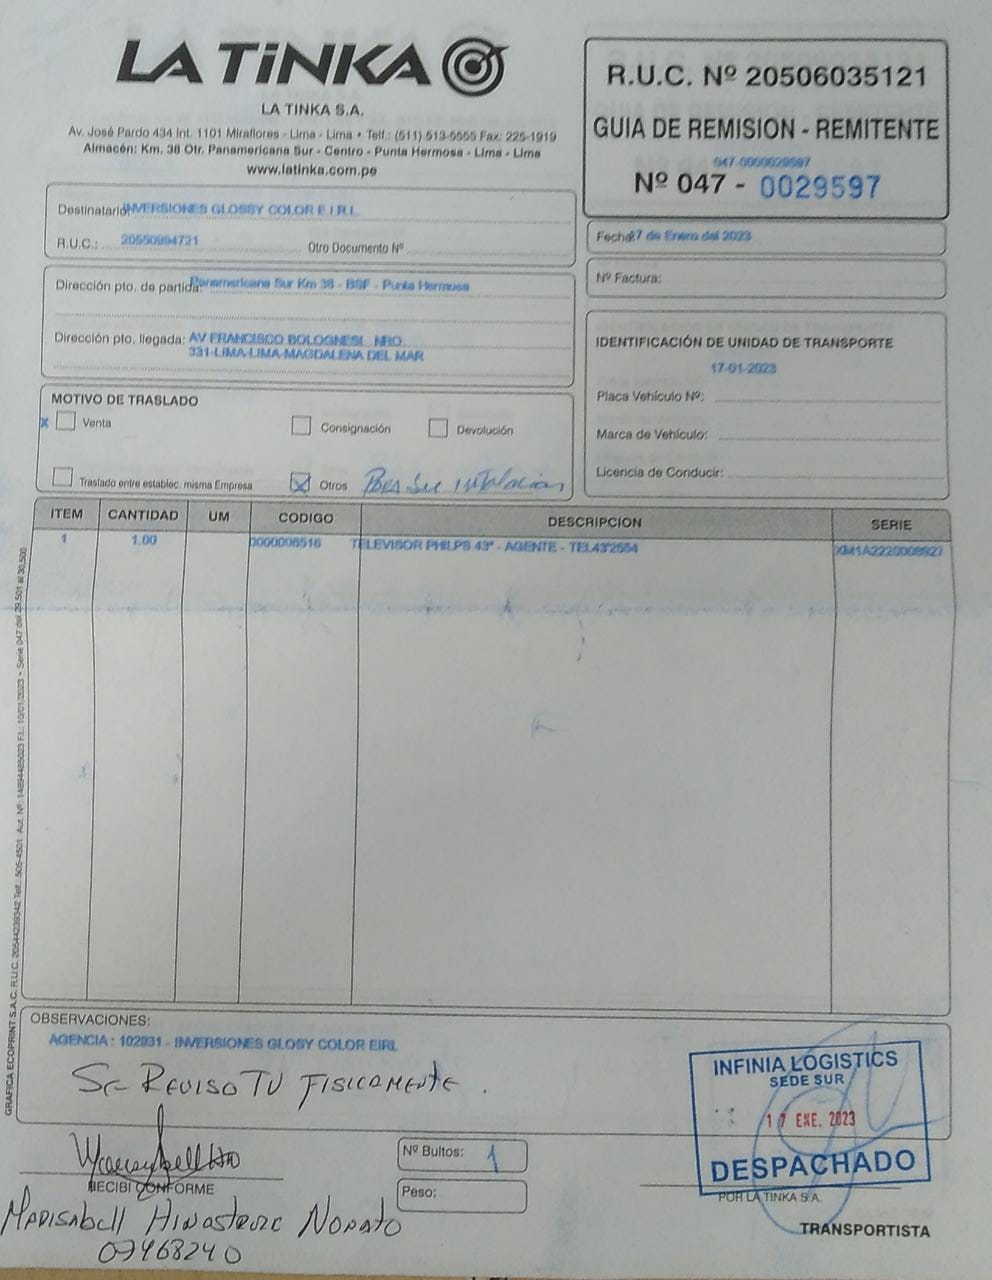 LA TiNKA
LA TINKA S.A.
Av. José Pardo 434 Int. 1101 Miraflores - Lima - Lima • Telf.: (511) 513-5555 Fax: 225-1919
Almacén: Km. 38 Otr. Panamericana Sur - Centro - Punta Hermosa - Lima - Lima
www.latinka.com.pe
R.U.C. Nº 20506035121
GUIA DE REMISION - REMITENTE
047-0000029597
Nº 047 - 0029597
Destinatario: INVERSIONES GLOSSY COLOR E I R L
R.U.C.: 20550994721 Otro Documento Nº
Fecha: 17 de Enero del 2023
Nº Factura:
Dirección pto. de partida: Panamericana Sur Km 38 - BSF - Punta Hermosa
Dirección pto. llegada: AV FRANCISCO BOLOGNESI NRO.
331-LIMA-LIMA-MAGDALENA DEL MAR
IDENTIFICACIÓN DE UNIDAD DE TRANSPORTE
17-01-2023
Placa Vehículo Nº:
Marca de Vehículo:
Licencia de Conducir:
MOTIVO DE TRASLADO
x Venta Consignación Devolución
Traslado entre establec. misma Empresa Otros Para su
ITEM CANTIDAD UM CODIGO DESCRIPCION SERIE
1 1.00 0000006516 TELEVISOR PHILPS 43" - AGENTE - TEL43'2554 XM1A2220008927
GRAFICA ECOPRINT S.A.C. R.U.C. 20544239342 Telf.: 505-4501 Aut. Nº: 14894485023 F.I.: 10/01/2023 • Serie 047 del 29,501 al 30,500
OBSERVACIONES:
AGENCIA : 102931 - INVERSIONES GLOSY COLOR EIRL
SE REVISO TV FISICAMENTE.
INFINIA LOGISTICS
SEDE SUR
17 ENE. 2023
DESPACHADO
RECIBI CONFORME
Nº Bultos: 1
Peso:
POR LA TINKA S.A.
TRANSPORTISTA
MARISABELL HINOSTROZE NORATO
07468240